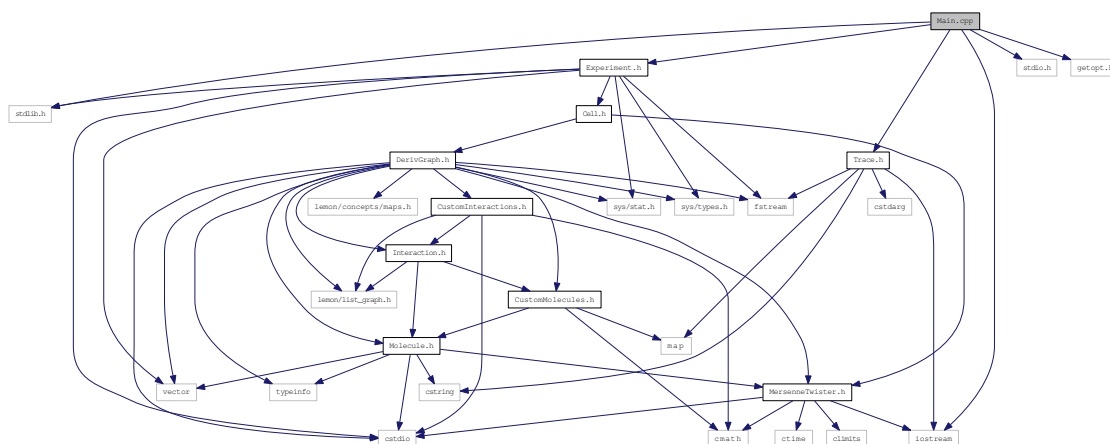 Main.cpp
Experiment.h
stdio.h
getopt.h
stdlib.h
Cell.h
DerivGraph.h
Trace.h
lemon/concepts/maps.h
CustomInteractions.h
sys/stat.h
sys/types.h
fstream
cstdarg
Interaction.h
lemon/list_graph.h
CustomMolecules.h
Molecule.h
map
vector
typeinfo
cstring
MersenneTwister.h
cstdio
cmath
ctime
climits
iostream